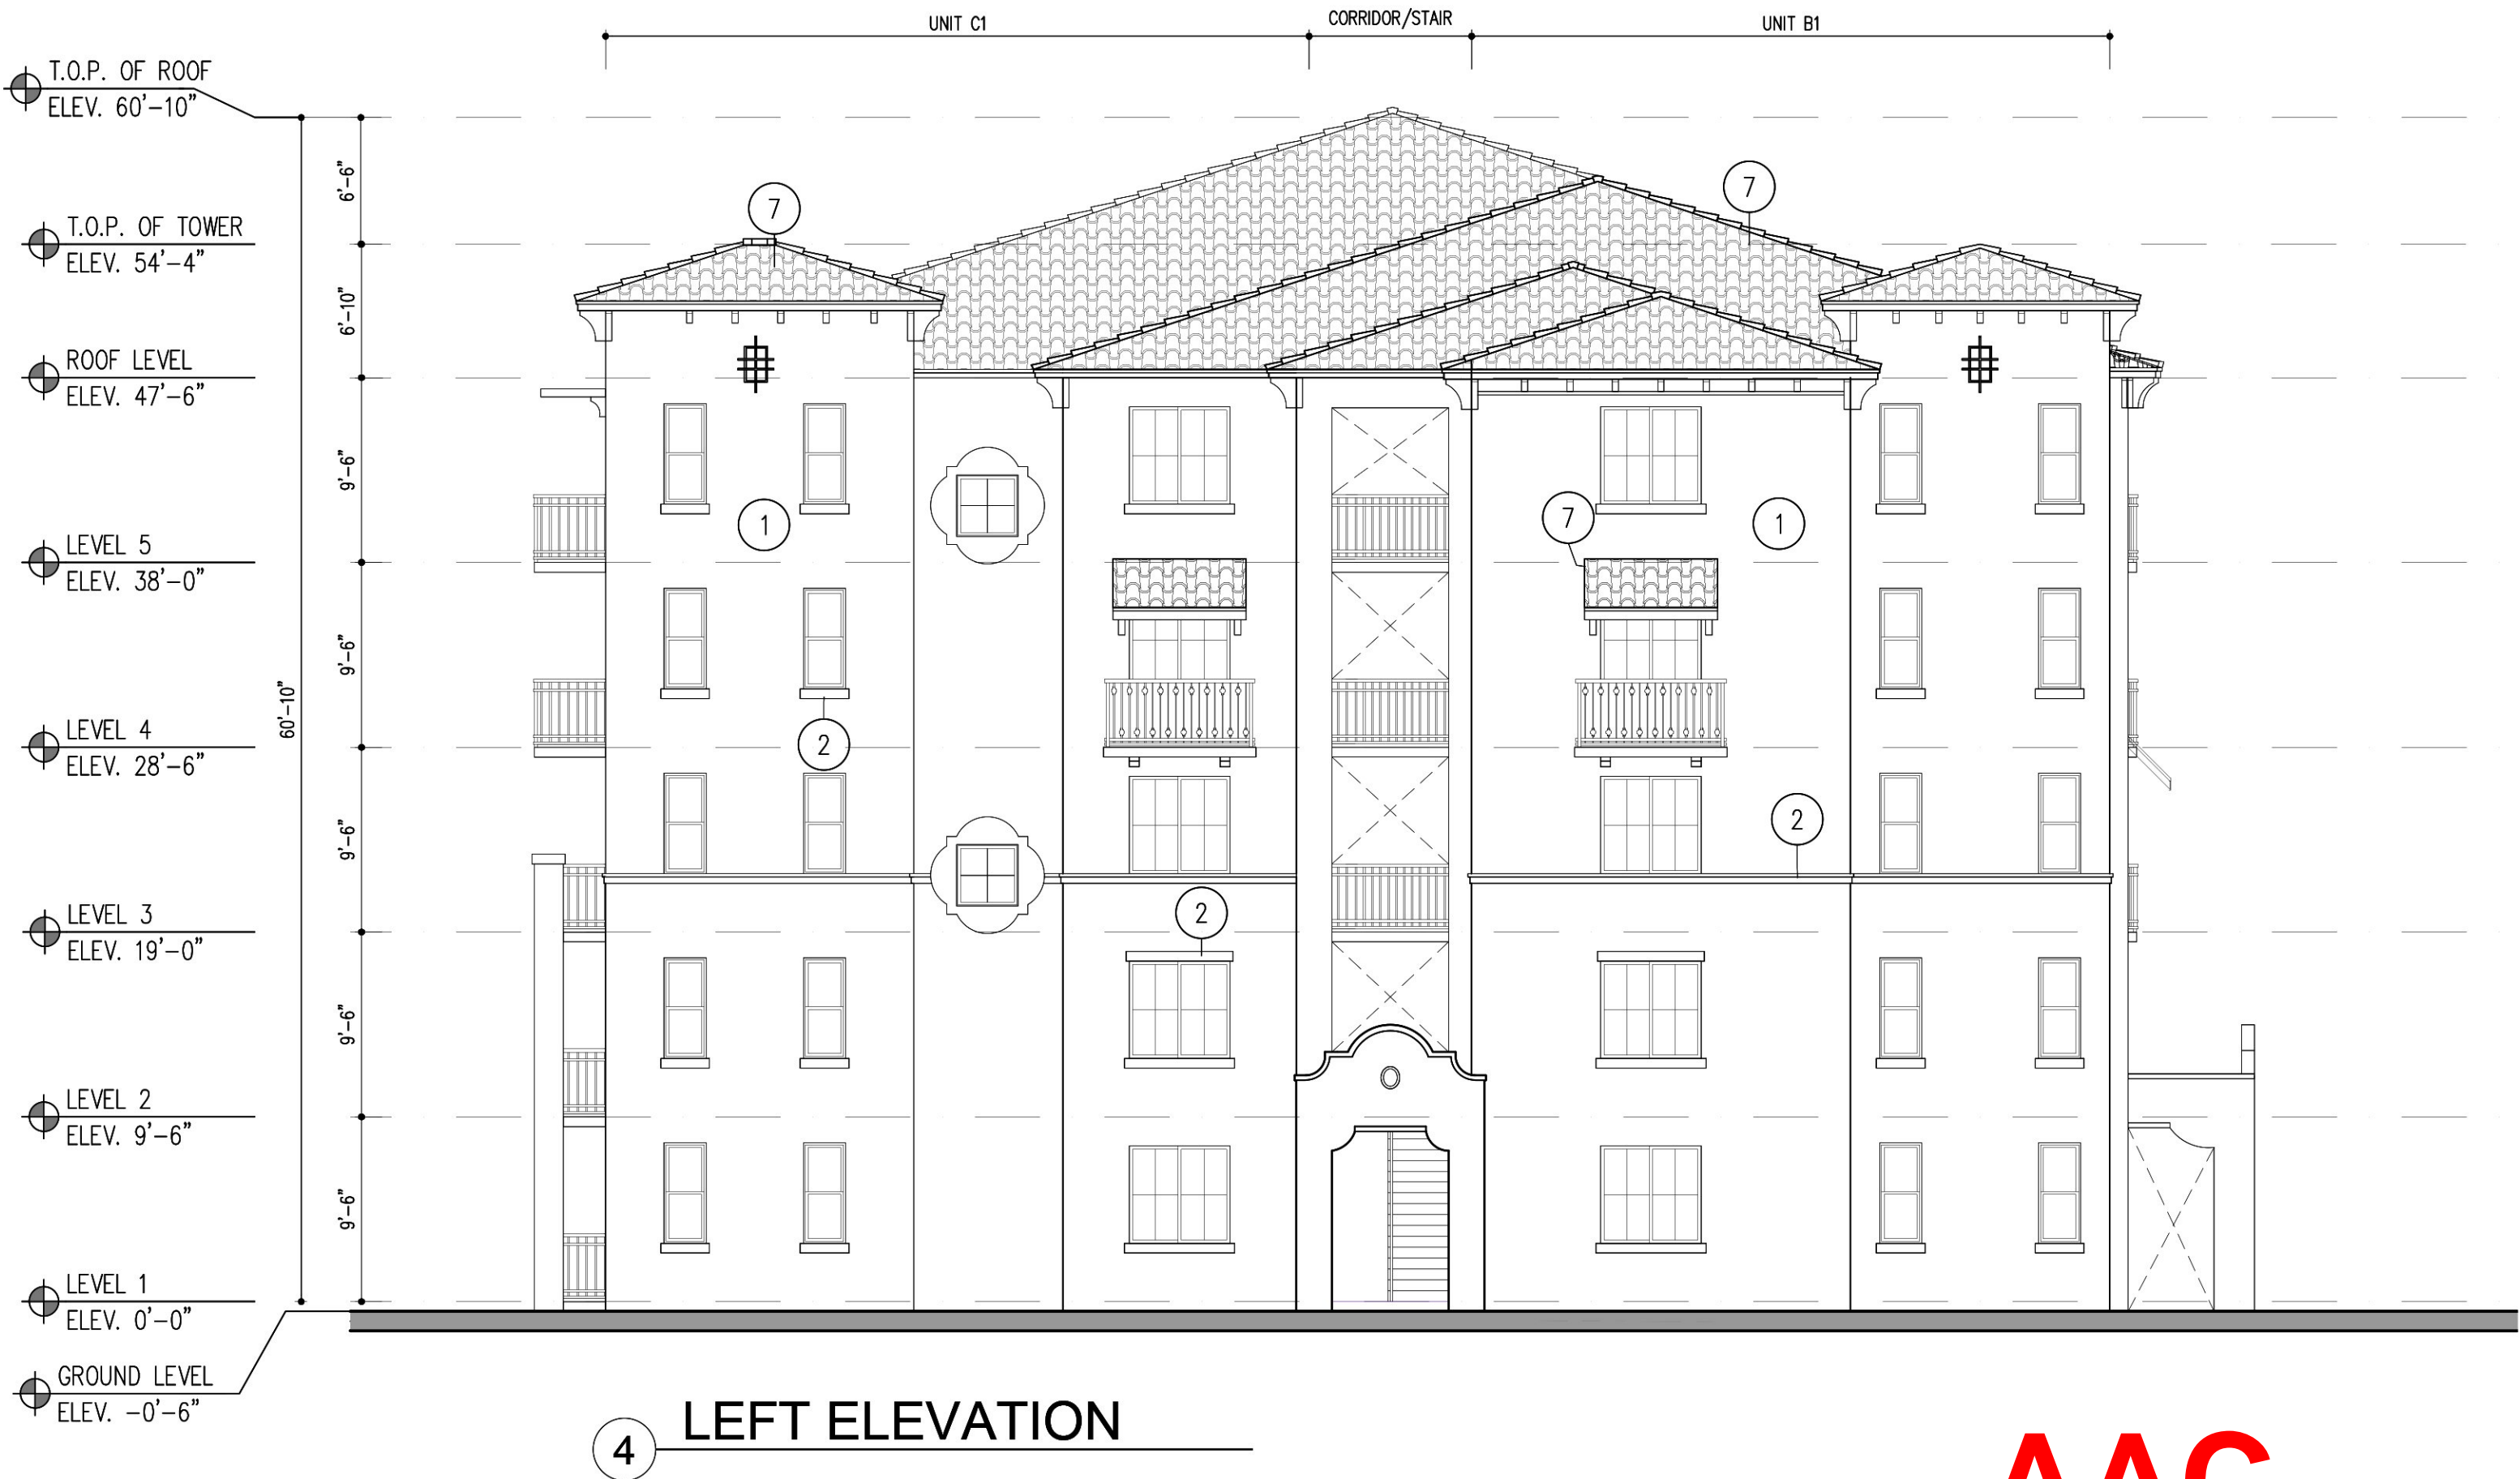 UNIT C1
CORRIDOR/STAIR
UNIT B1
T.O.P. OF ROOF
ELEV. 60'-10"
6'-6"
7
7
T.O.P. OF TOWER
ELEV. 54'-4"
6'-10"
ROOF LEVEL
ELEV. 47'-6"
9'-6"
1
7
1
LEVEL 5
ELEV. 38'-0"
9'-6"
60'-10"
LEVEL 4
ELEV. 28'-6"
2
9'-6"
2
LEVEL 3
ELEV. 19'-0"
2
9'-6"
LEVEL 2
ELEV. 9'-6"
9'-6"
LEVEL 1
ELEV. 0'-0"
GROUND LEVEL
ELEV. -0'-6"
4
LEFT ELEVATION